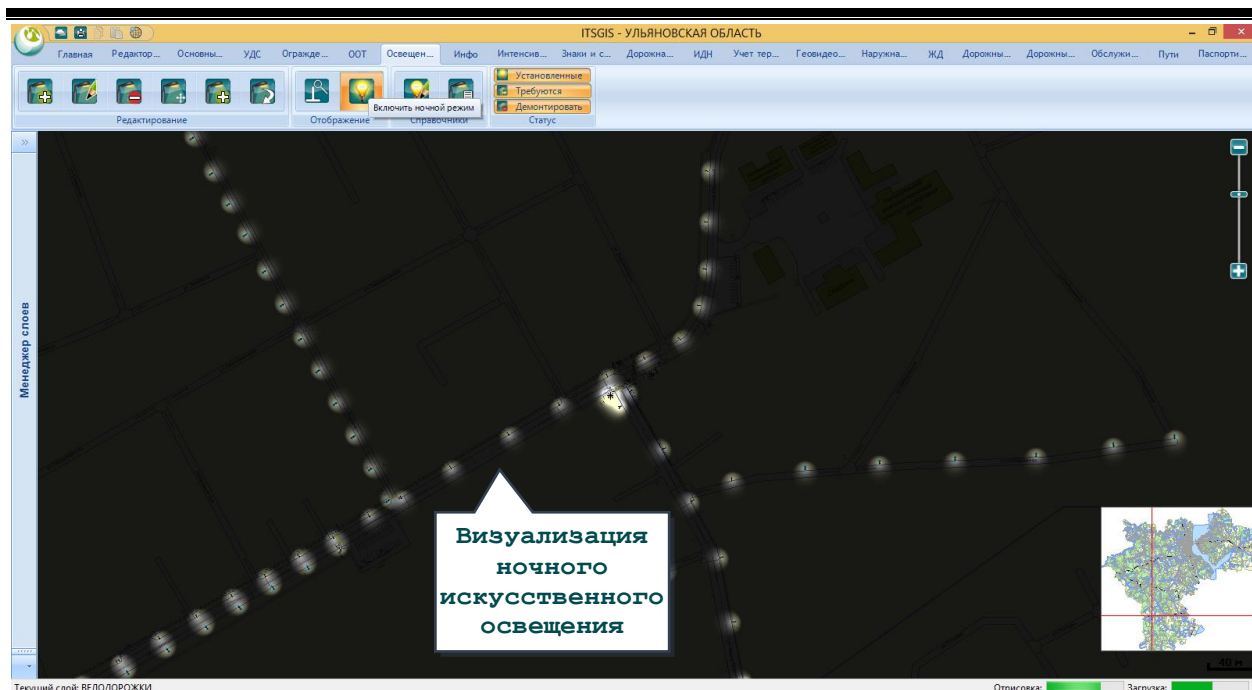 ITSGIS - УЛЬЯНОВСКАЯ ОБЛАСТЬ
Главная Редактор... Основны... УДС Огражде... ООТ Освещен... Инфо Интенсив... Знаки и с... Дорожна... ИДН Учет тер... Геовидео... Наружна... ЖД Дорожны... Дорожны... Обслужи... Пути Паспорти...
Установленные
Требуются
Включить ночной режим
Демонтировать
Редактирование Отображение Справочники Статус
Менеджер слоев
Визуализация
ночного
искусственного
освещения
40 м
Текущий слой: ВЕЛОДОРОЖКИ Отрисовка: Загрузка: